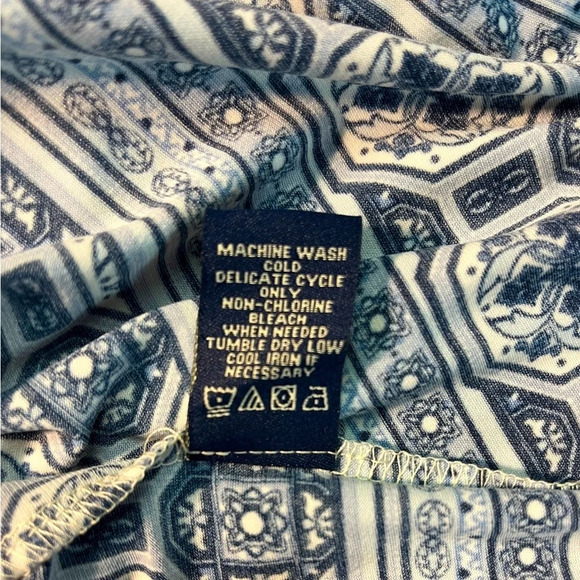 MACHINE WASH
COLD
DELICATE CYCLE
ONLY
NON-CHLORINE
BLEACH
WHEN NEEDED
TUMBLE DRY LOW
COOL IRON IF
NECESSARY